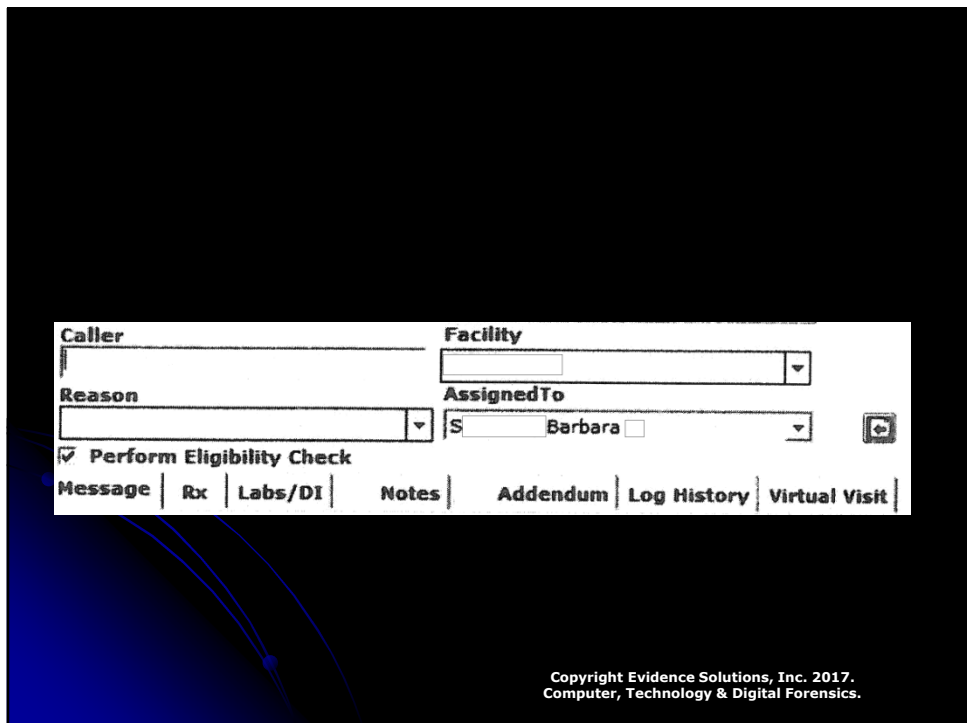 Caller Facility
Reason AssignedTo
S Barbara
Perform Eligibility Check
Message Rx Labs/DI Notes Addendum Log History Virtual Visit
Copyright Evidence Solutions, Inc. 2017.
Computer, Technology & Digital Forensics.